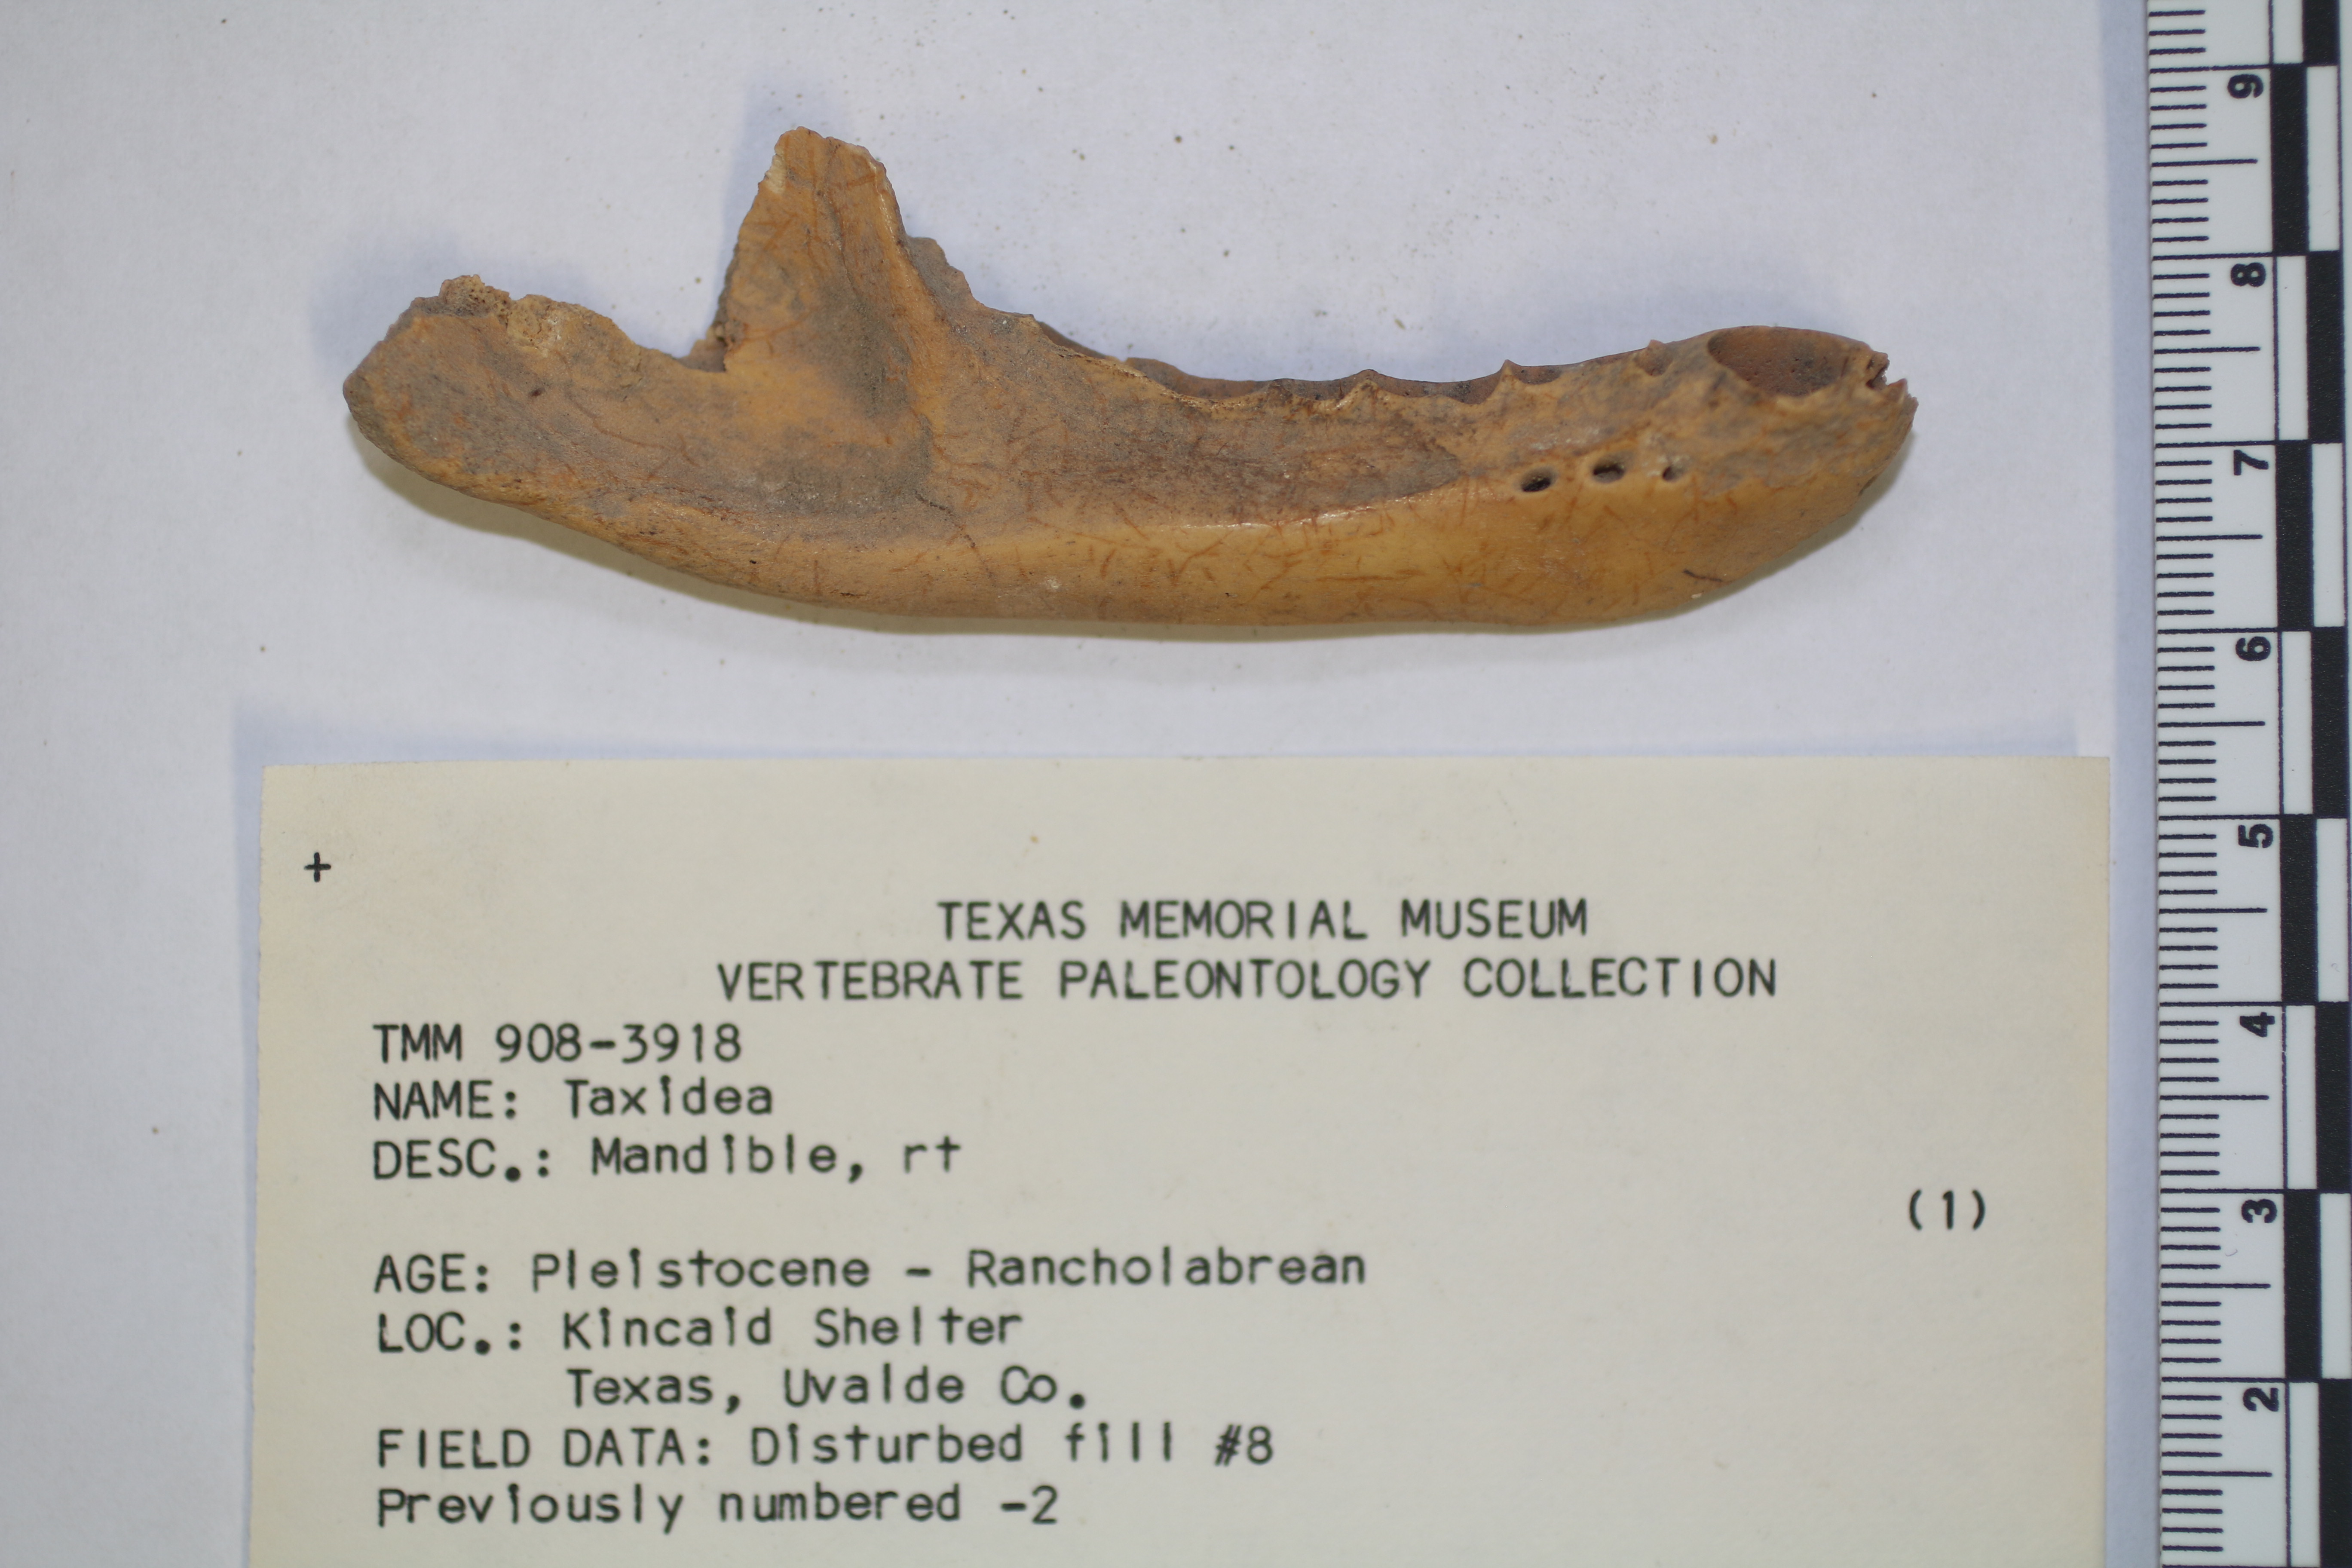 +
TEXAS MEMORIAL MUSEUM
VERTEBRATE PALEONTOLOGY COLLECTION
TMM 908-3918
NAME: Taxidea
DESC.: Mandible, rt
(1)
AGE: Pleistocene - Rancholabrean
LOC.: Kincaid Shelter
Texas, Uvalde Co.
FIELD DATA: Disturbed fill #8
Previously numbered -2
9
8
7
6
5
4
3
2